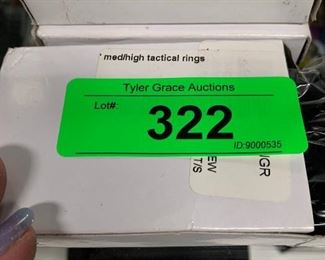 * med/high tactical rings
Tyler Grace Auctions
Lot#:
322
ID:9000535
/GR
EW
T/S